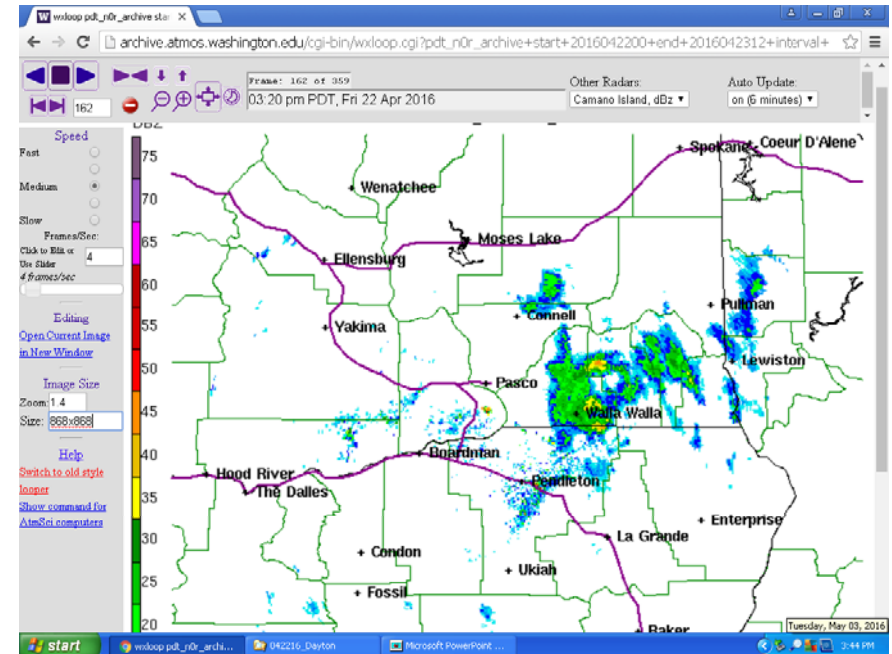 wxloop pdt_n0r_archive star
archive.atmos.washington.edu/cgi-bin/wxloop.cgi?pdt_n0r_archive+start+2016042200+end+2016042312+interval+
Frame: 162 of 359
03:20 pm PDT, Fri 22 Apr 2016
Other Radars:
Camano Island, dBz
Auto Update:
on (6 minutes)
162
Speed
Fast
Medium
Slow
Frames/Sec:
Click to Edit or
Use Slider
4
4 frames/sec
Editing
Open Current Image
in New Window
Image Size
Zoom: 1.4
Size: 868x868
Help
Switch to old style
looper
Show command for
AtmSci computers
DBZ
75
70
65
60
55
50
45
40
35
30
25
20
Spokane
Coeur D'Alene
Wenatchee
Moses Lake
Ellensburg
Connell
Pullman
Yakima
Lewiston
Pasco
Walla Walla
Boardman
Hood River
The Dalles
Pendleton
Enterprise
La Grande
Condon
Ukiah
Fossil
Baker
Tuesday, May 03, 2016
start
wxloop pdt_n0r_archi...
042216_Dayton
Microsoft PowerPoint ...
3:44 PM